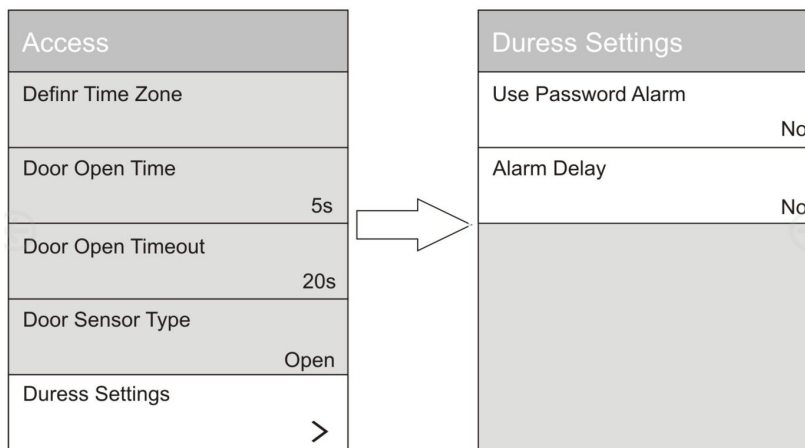 Access
Definr Time Zone
Door Open Time
5s
Door Open Timeout
20s
Door Sensor Type
Open
Duress Settings
>
Duress Settings
Use Password Alarm
No
Alarm Delay
No